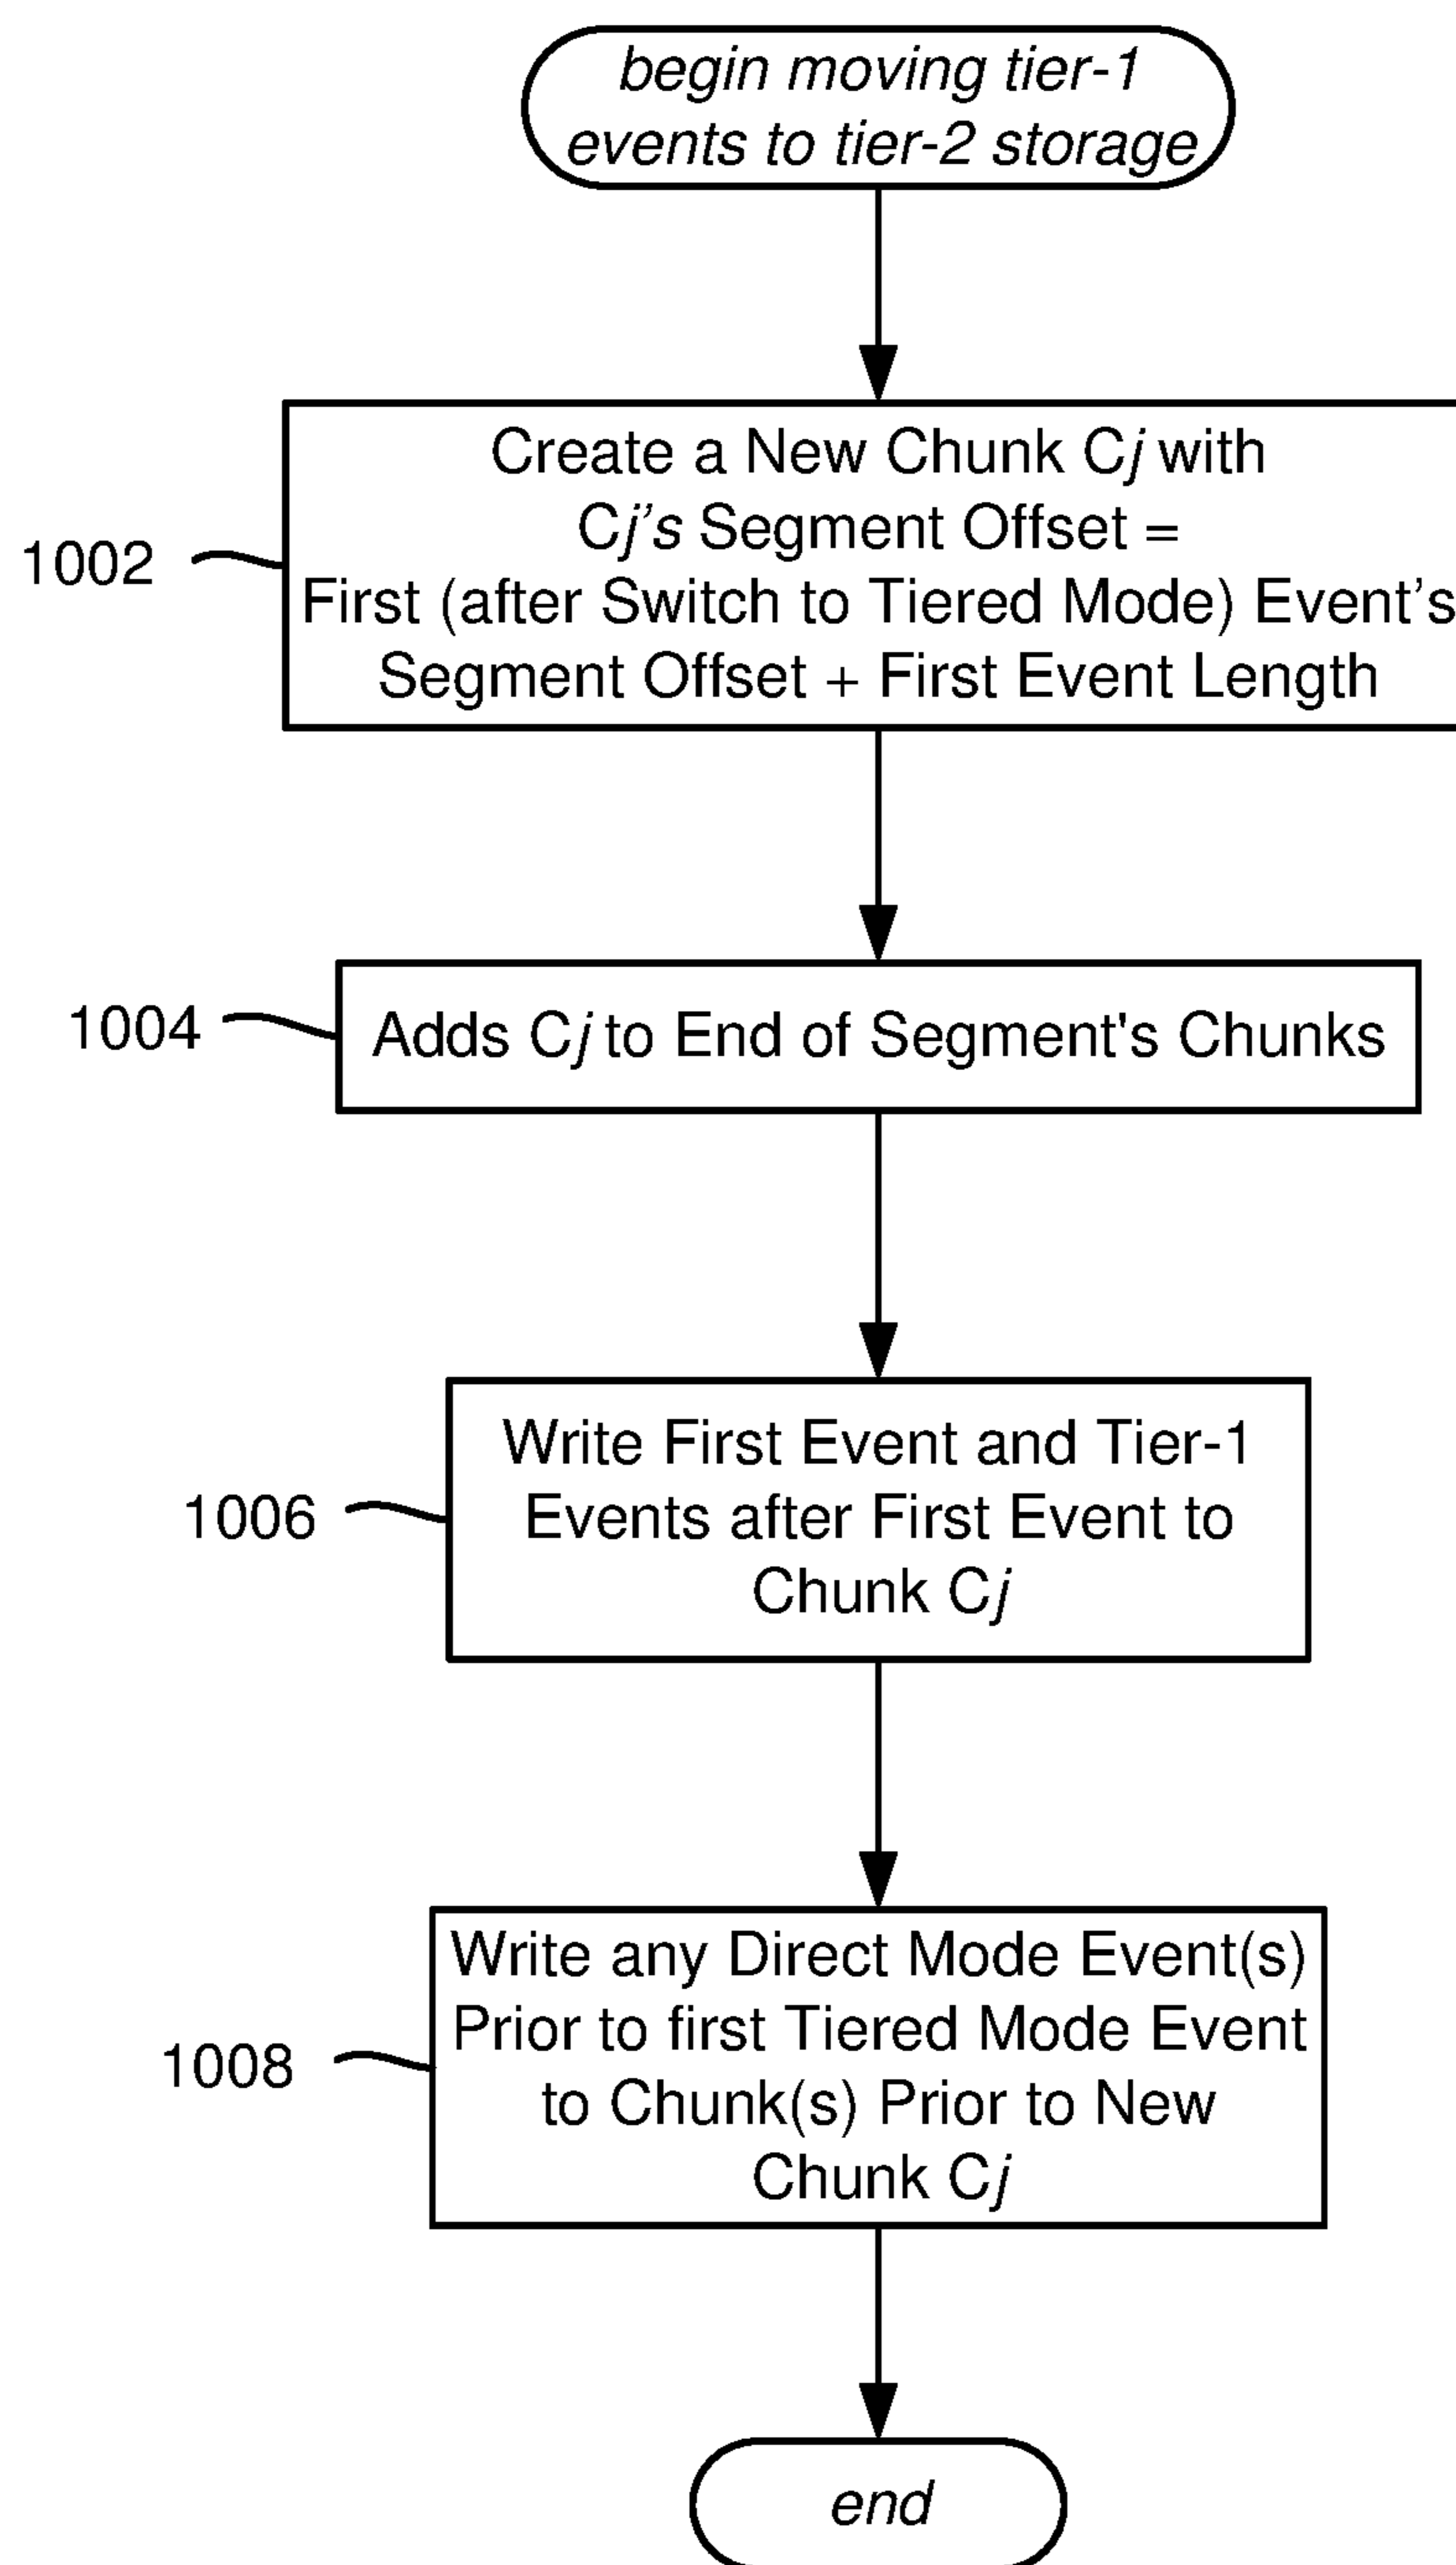 begin moving tier-1
events to tier-2 storage
Create a New Chunk Cj with
Cj's Segment Offset =
First (after Switch to Tiered Mode) Event's
Segment Offset + First Event Length
1002
Adds Cj to End of Segment's Chunks
1004
Write First Event and Tier-1
Events after First Event to
Chunk Cj
1006
Write any Direct Mode Event(s)
Prior to first Tiered Mode Event
to Chunk(s) Prior to New
Chunk Cj
1008
end